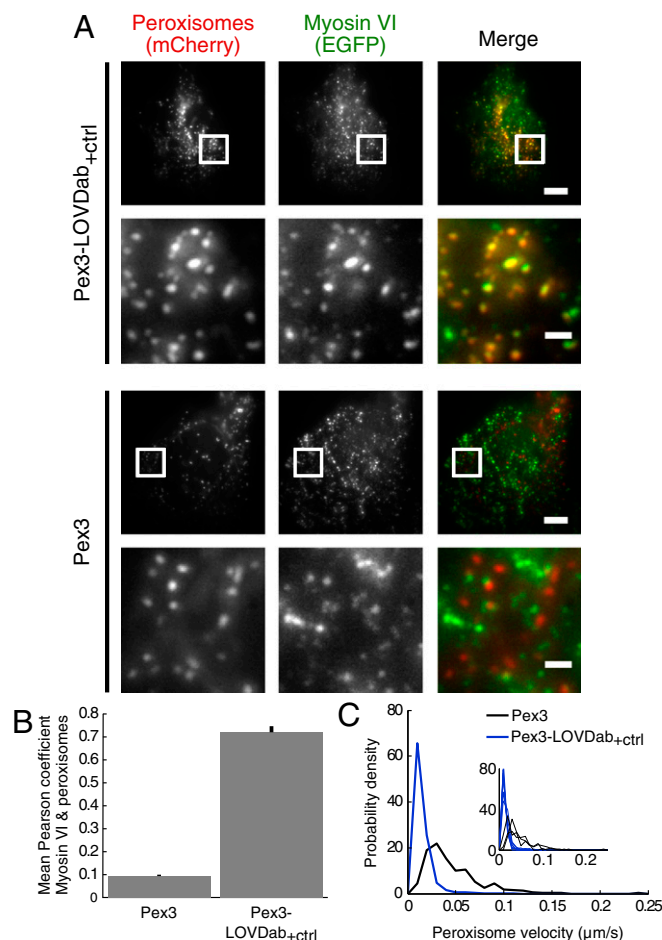 A
Peroxisomes
(mCherry)
Myosin VI
(EGFP)
Merge
Pex3-LOVDab+ctrl
Pex3
B
Mean Pearson coefficient
Myosin VI & peroxisomes
0.8
0.7
0.6
0.5
0.4
0.3
0.2
0.1
0
Pex3
Pex3-
LOVDab+ctrl
C
Pex3
Pex3-LOVDab+ctrl
Probability density
80
60
40
20
0
80
40
0
0
0.1
0.2
0
0.05
0.1
0.15
0.2
0.25
Peroxisome velocity (µm/s)